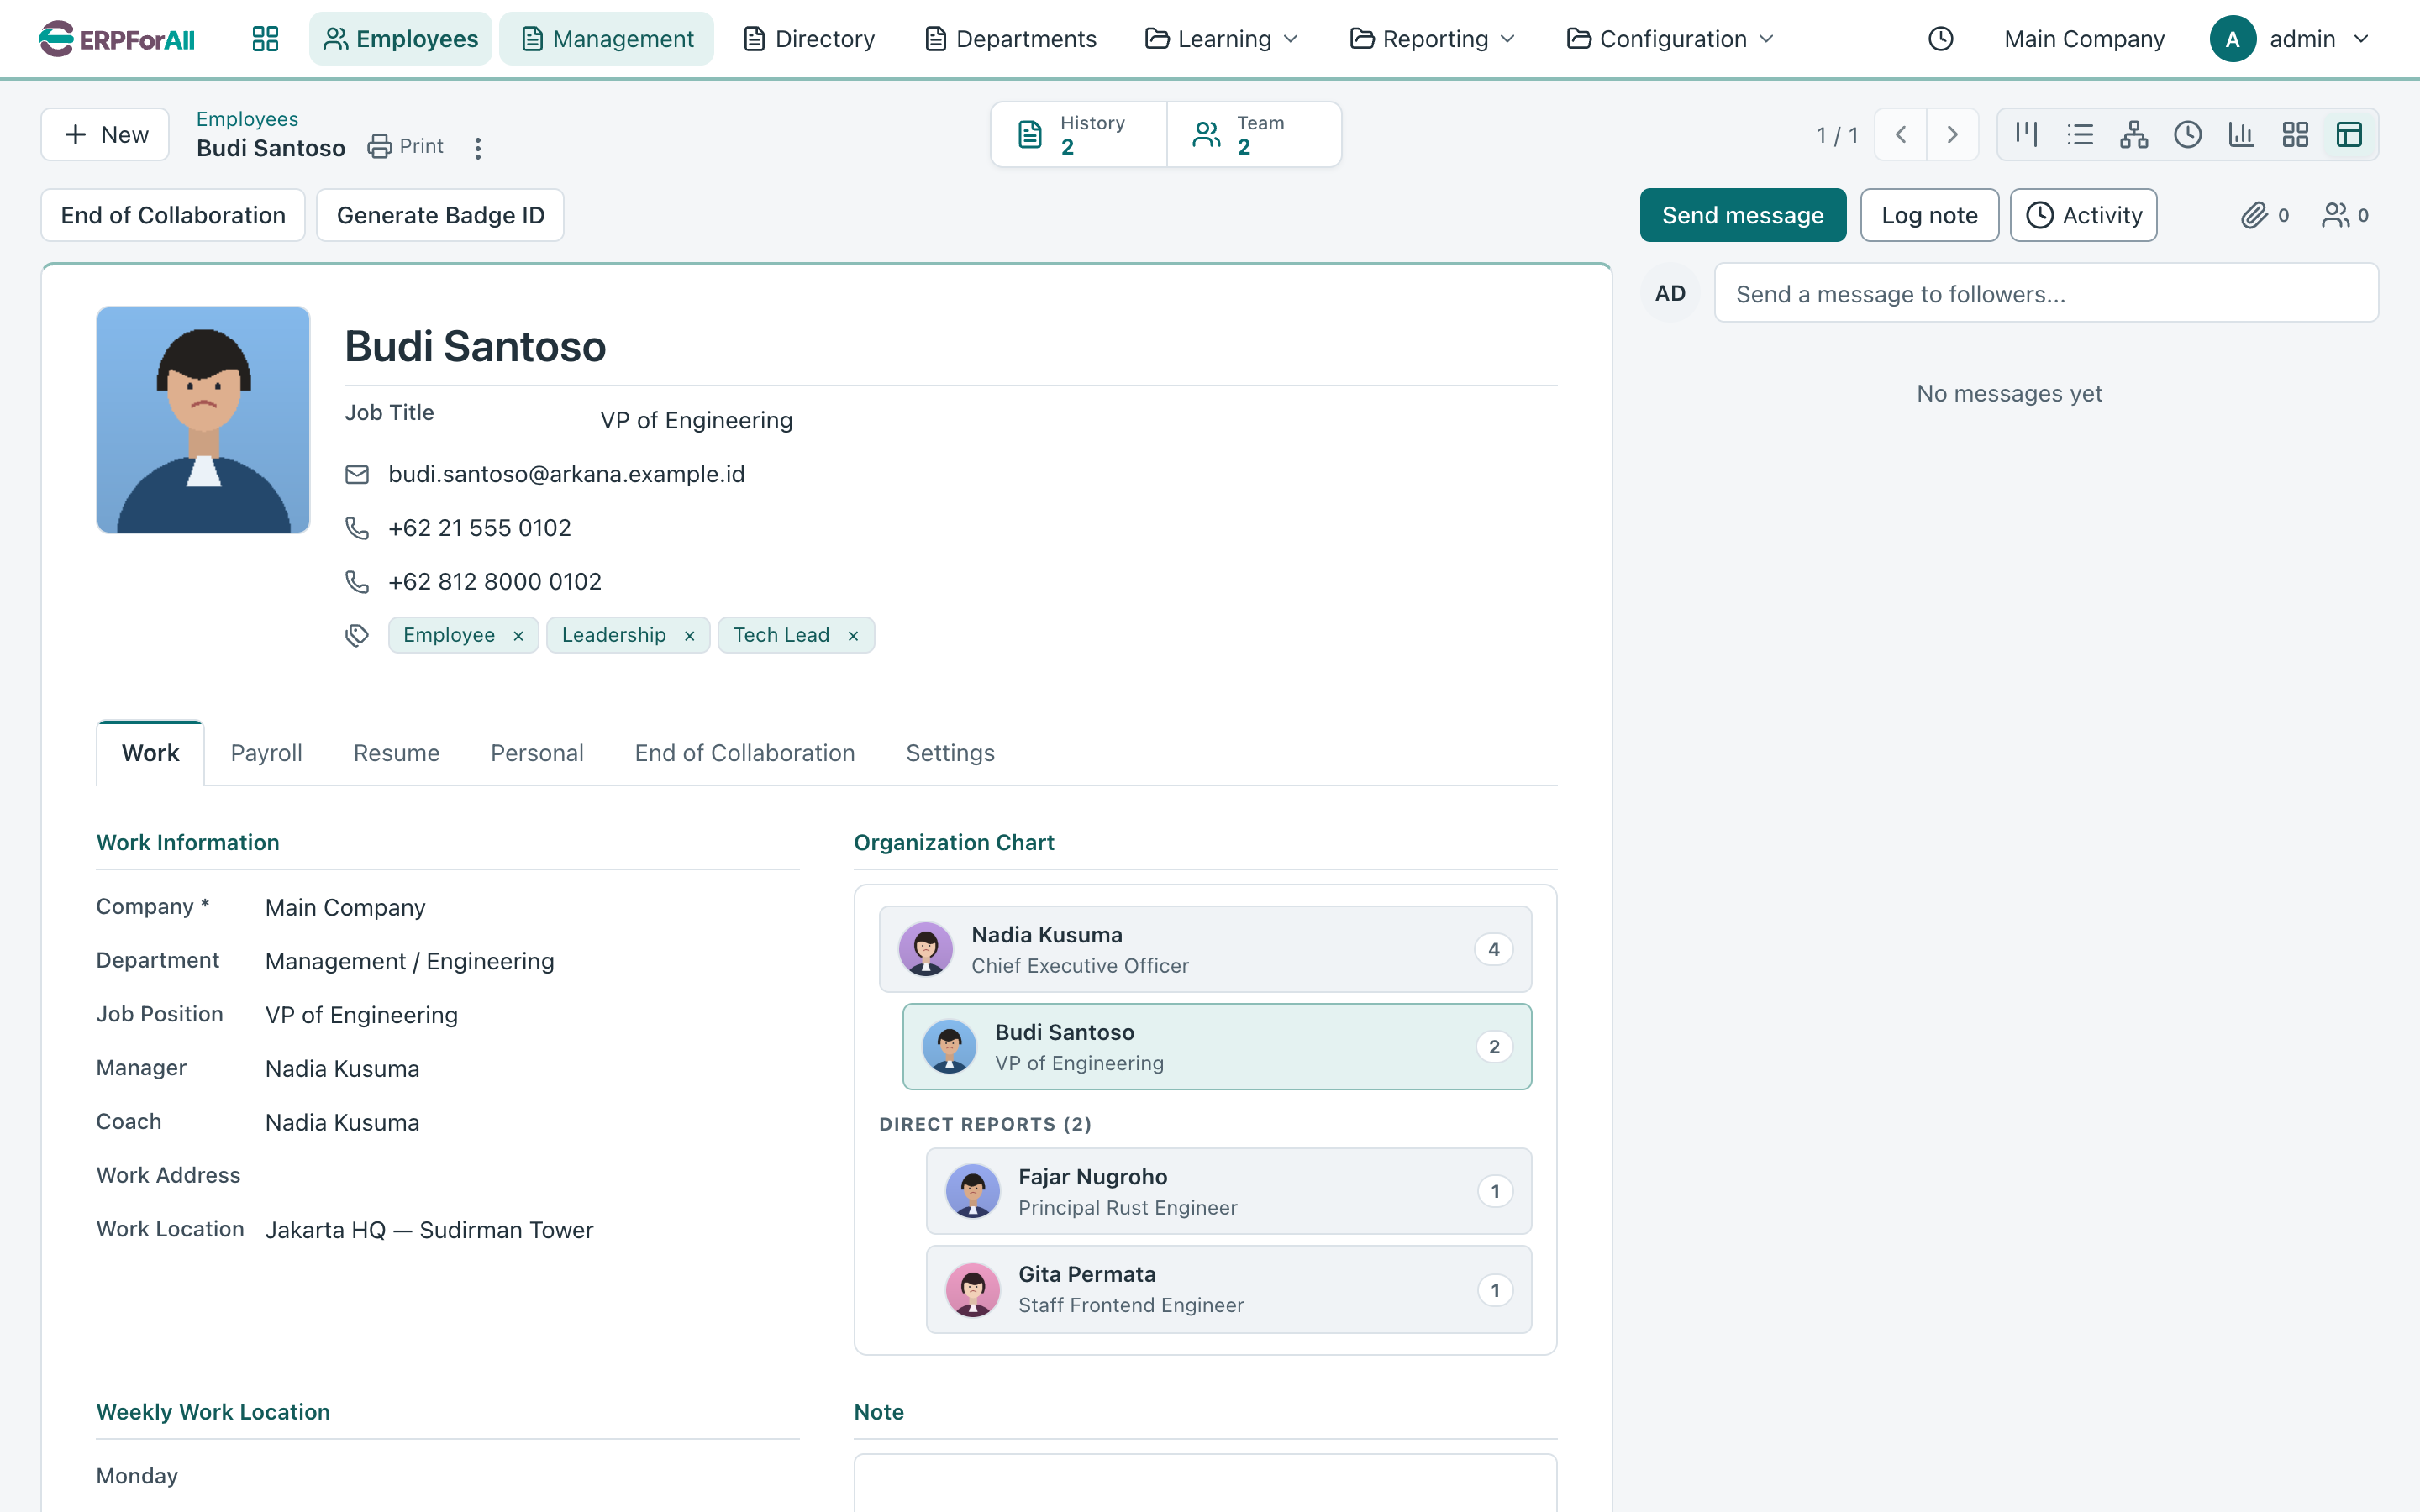 ERPForAll
Employees
Management
Directory
Departments
Learning
Reporting
Configuration
Main Company
A
admin
New
Employees
Budi Santoso
Print
History
2
Team
2
1 / 1
End of Collaboration
Generate Badge ID
Send message
Log note
Activity
0
0
Budi Santoso
Job Title
VP of Engineering
budi.santoso@arkana.example.id
+62 21 555 0102
+62 812 8000 0102
Employee ×
Leadership ×
Tech Lead ×
AD
Send a message to followers...
No messages yet
Work
Payroll
Resume
Personal
End of Collaboration
Settings
Work Information
Company * Main Company
Department Management / Engineering
Job Position VP of Engineering
Manager Nadia Kusuma
Coach Nadia Kusuma
Work Address
Work Location Jakarta HQ — Sudirman Tower
Organization Chart
Nadia Kusuma
Chief Executive Officer
4
Budi Santoso
VP of Engineering
2
DIRECT REPORTS (2)
Fajar Nugroho
Principal Rust Engineer
1
Gita Permata
Staff Frontend Engineer
1
Weekly Work Location
Monday
Note